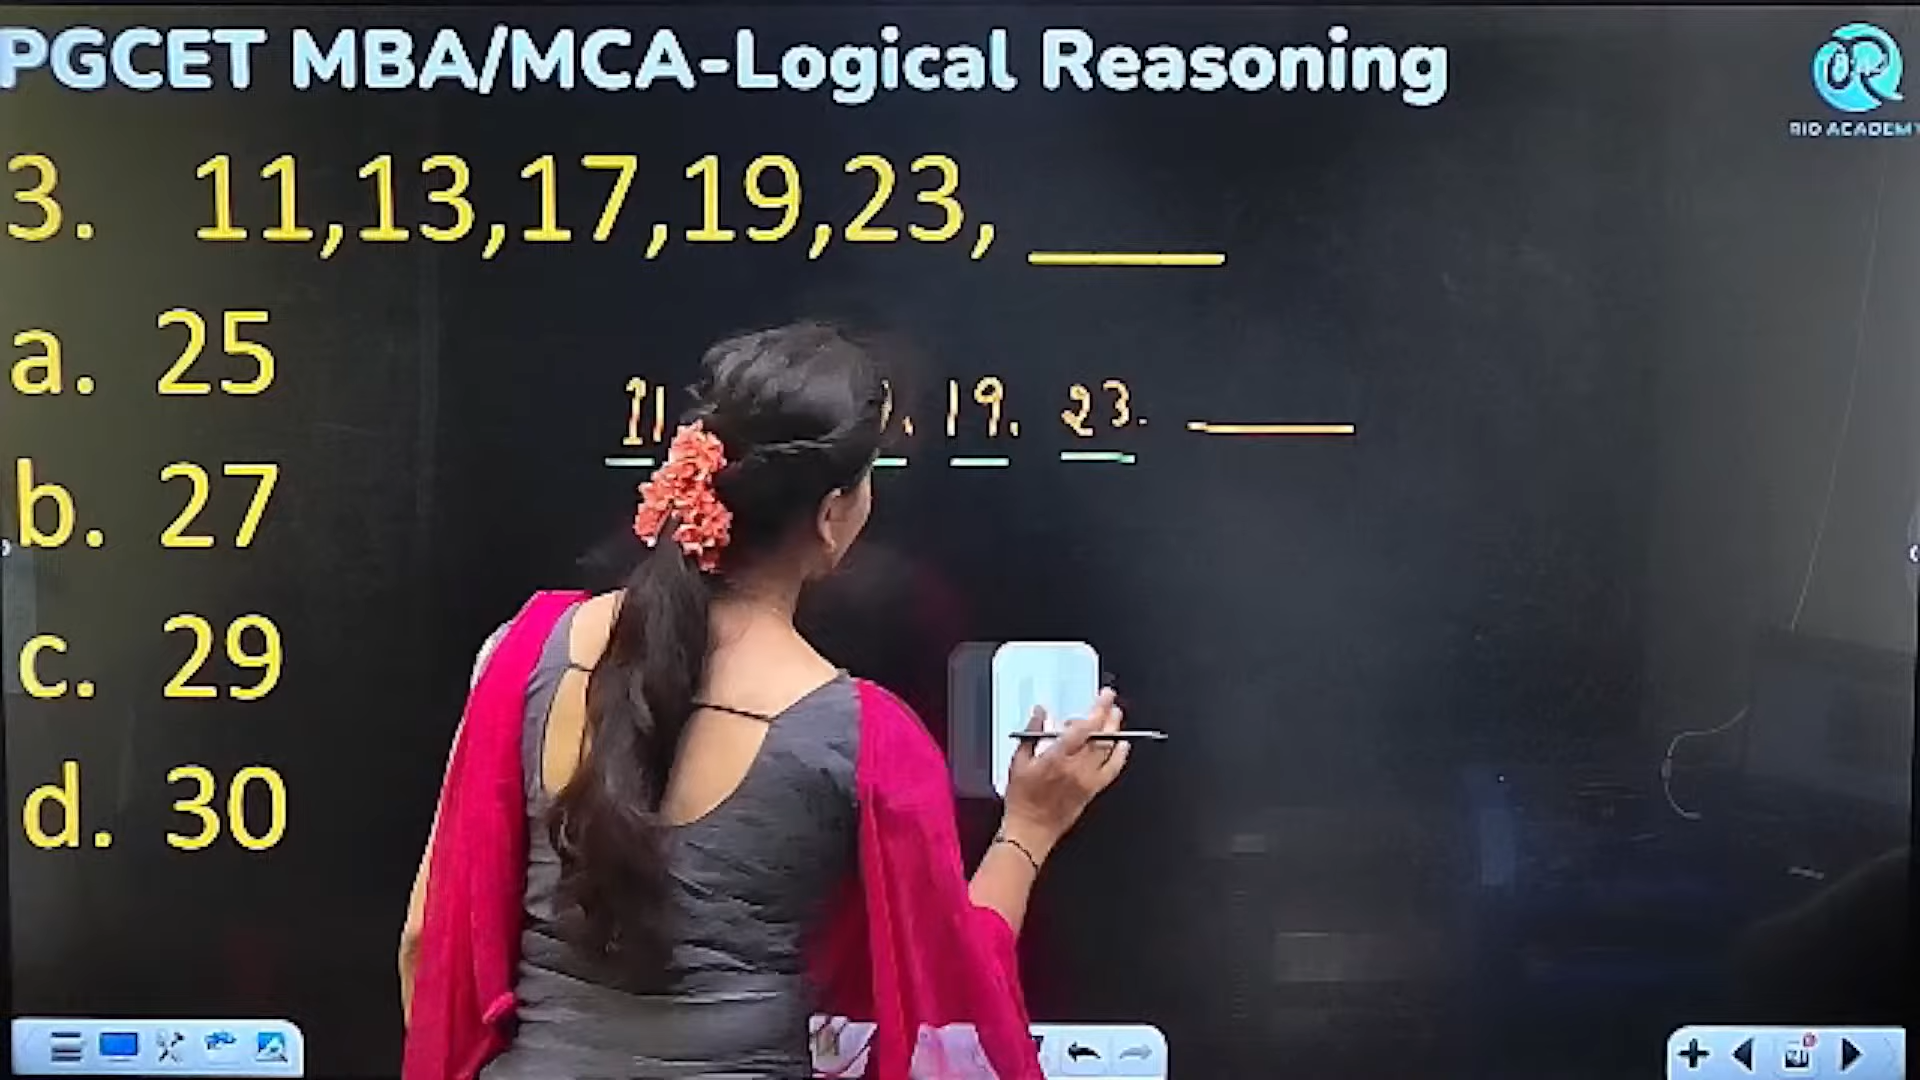 PGCET MBA/MCA-Logical Reasoning
RIO ACADEMY
3. 11,13,17,19,23, ____
a. 25
b. 27
c. 29
d. 30
11 . 19. 23. ____